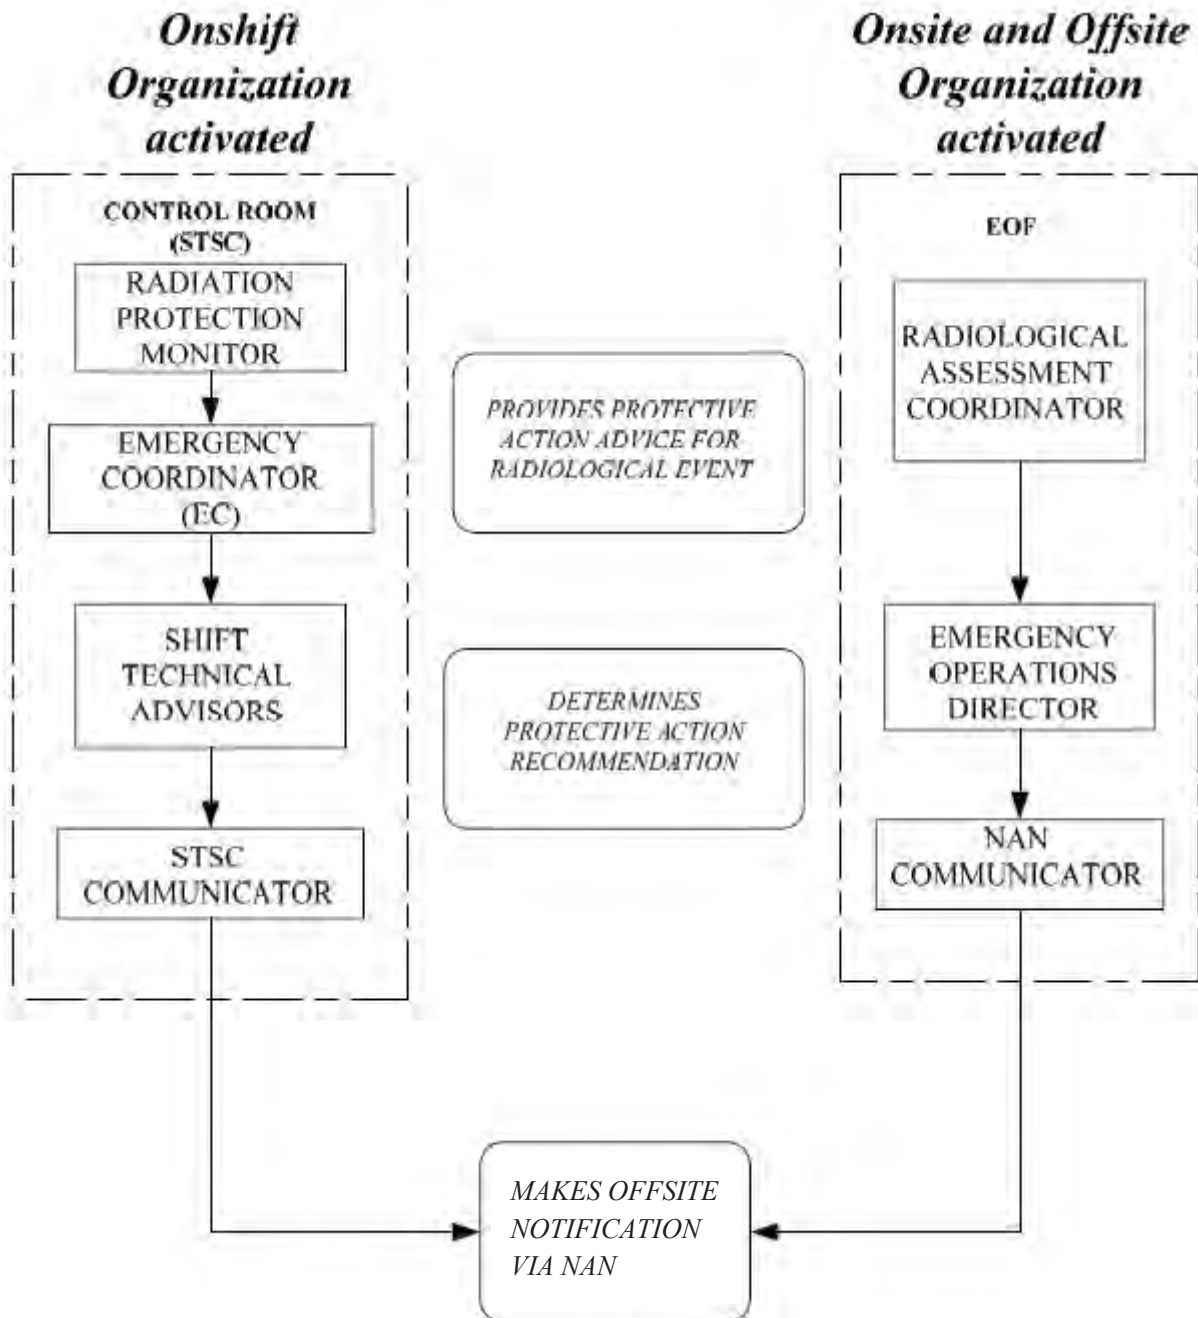 Onshift
Organization
activated
CONTROL ROOM
(STSC)
RADIATION
PROTECTION
MONITOR
EMERGENCY
COORDINATOR
(EC)
SHIFT
TECHNICAL
ADVISORS
STSC
COMMUNICATOR
PROVIDES PROTECTIVE
ACTION ADVICE FOR
RADIOLOGICAL EVENT
DETERMINES
PROTECTIVE ACTION
RECOMMENDATION
Onsite and Offsite
Organization
activated
EOF
RADIOLOGICAL
ASSESSMENT
COORDINATOR
EMERGENCY
OPERATIONS
DIRECTOR
NAN
COMMUNICATOR
MAKES OFFSITE
NOTIFICATION
VIA NAN